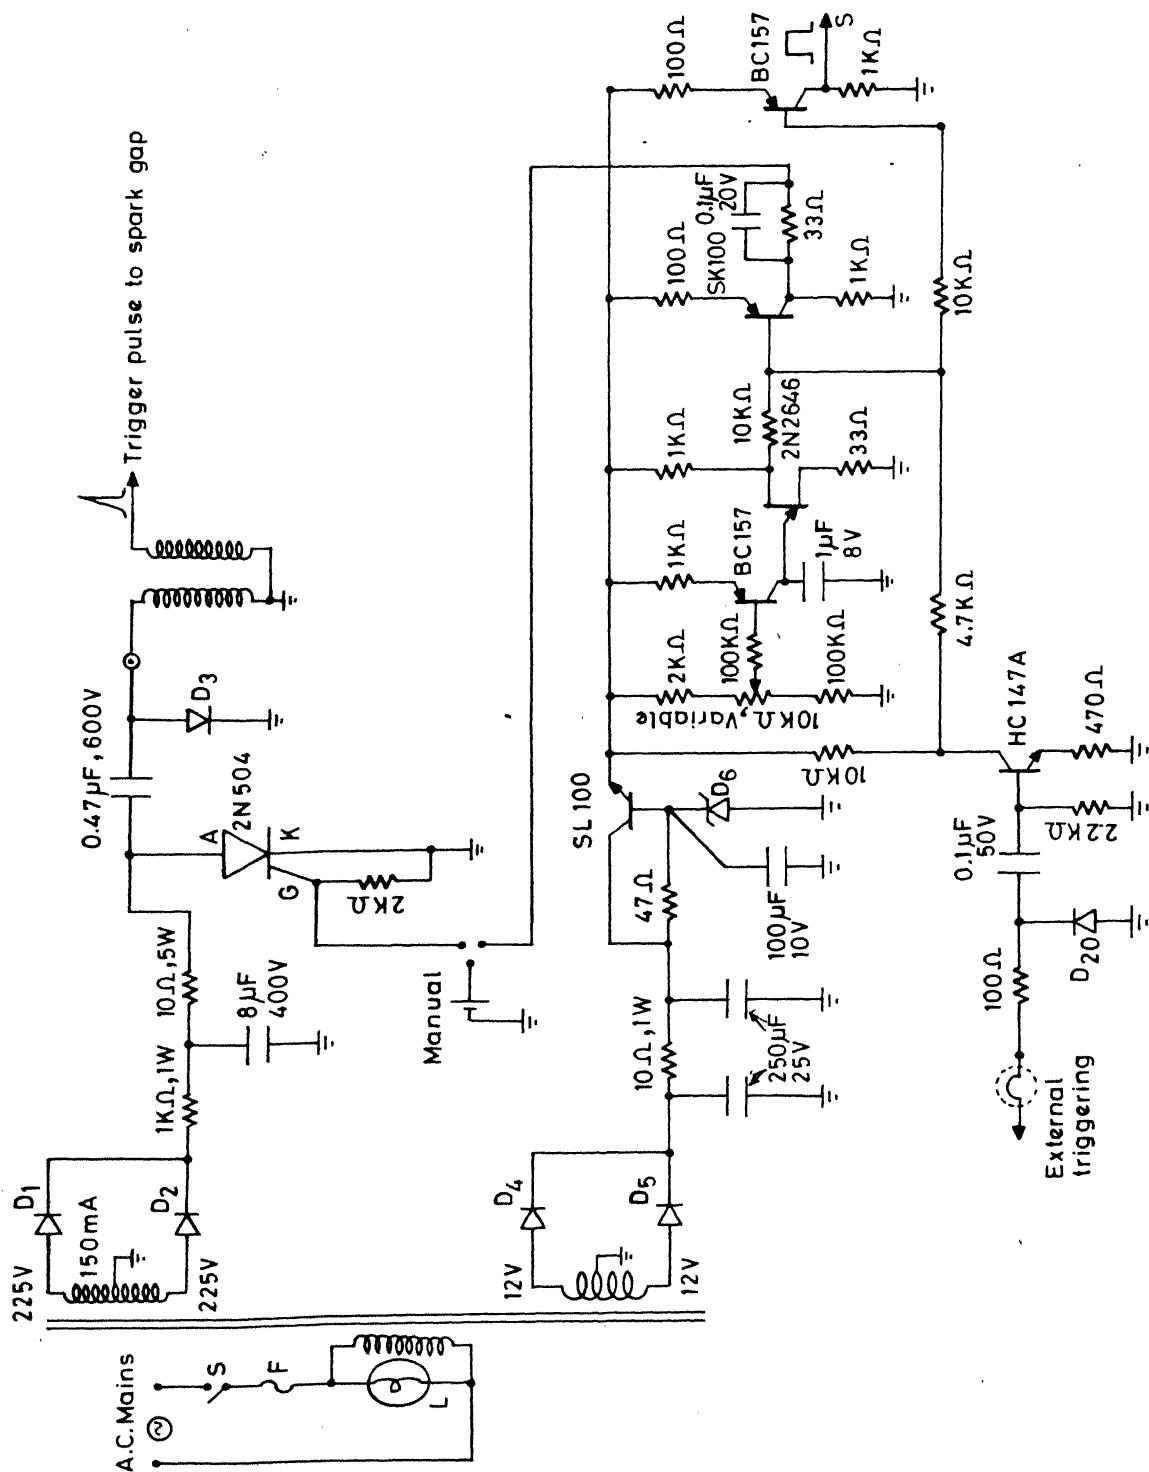 A.C.Mains
S
F
L
225V
150mA
225V
D1
D2
1KΩ,1W
10Ω,5W
8µF
400V
0.47µF,600V
A
2N504
K
G
2KΩ
D3
Trigger pulse to spark gap
Manual
12V
12V
D4
D5
10Ω,1W
250µF
25V
47Ω
100µF
10V
SL100
D6
10KΩ
2KΩ
10KΩ,Variable
100KΩ
100KΩ
1KΩ
BC157
1µF
8V
1KΩ
10KΩ
2N2646
33Ω
100Ω
SK100
0.1µF
20V
33Ω
1KΩ
100Ω
BC157
S
1KΩ
4.7KΩ
10KΩ
External
triggering
100Ω
D20
0.1µF
50V
2.2KΩ
HC147A
470Ω